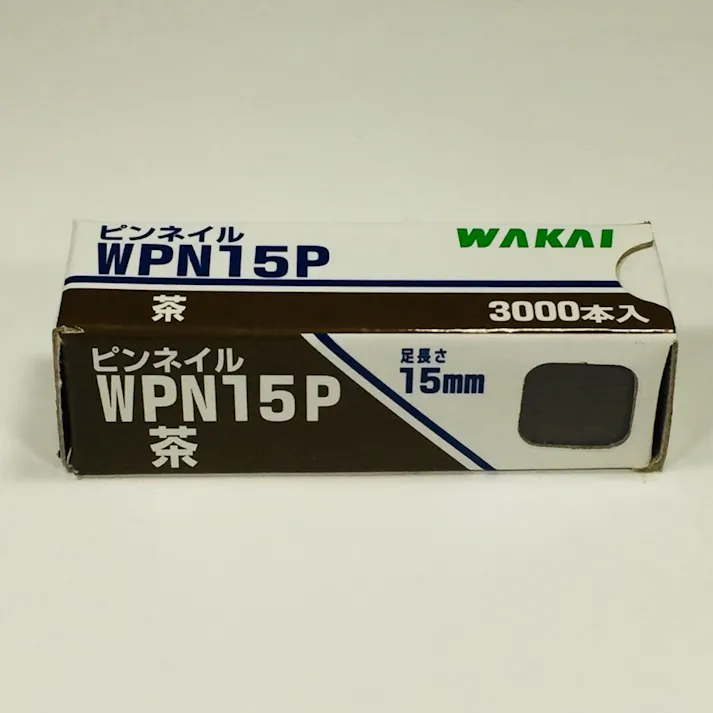 ピンネイル
WPN15P
WAKAI
茶
3000本入
ピンネイル
WPN15P
茶
足長さ
15mm